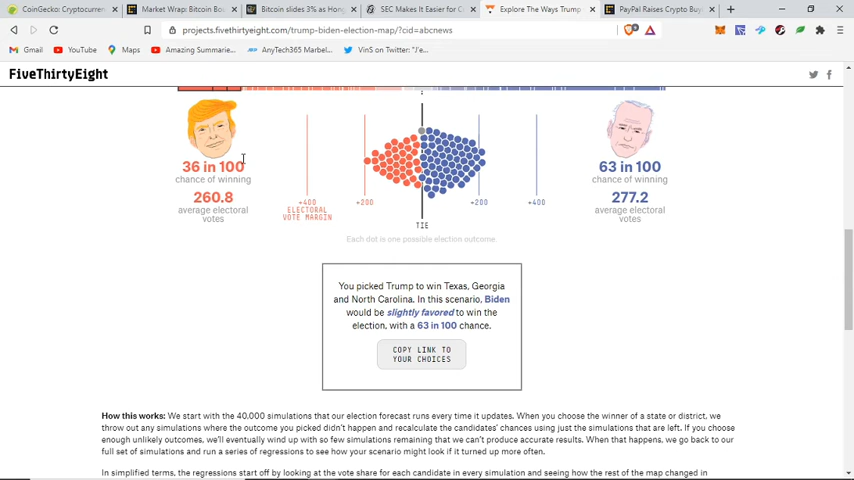 CoinGecko: Cryptocurren
Market Wrap: Bitcoin Bo
Bitcoin slides 3% as Hong
SEC Makes It Easier for C
Explore The Ways Trump
PayPal Raises Crypto Buy
projects.fivethirtyeight.com/trump-biden-election-map/?cid=abcnews
Gmail
YouTube
Maps
Amazing Summarie...
AnyTech365 Marbel...
VinS on Twitter: "J'e...
FiveThirtyEight
36 in 100
chance of winning
260.8
average electoral
votes
+400
ELECTORAL
VOTE MARGIN
+200
TIE
+200
+400
63 in 100
chance of winning
277.2
average electoral
votes
Each dot is one possible election outcome.
You picked Trump to win Texas, Georgia
and North Carolina. In this scenario, Biden
would be slightly favored to win the
election, with a 63 in 100 chance.
COPY LINK TO
YOUR CHOICES
How this works: We start with the 40,000 simulations that our election forecast runs every time it updates. When you choose the winner of a state or district, we
throw out any simulations where the outcome you picked didn't happen and recalculate the candidates' chances using just the simulations that are left. If you choose
enough unlikely outcomes, we'll eventually wind up with so few simulations remaining that we can't produce accurate results. When that happens, we go back to our
full set of simulations and run a series of regressions to see how your scenario might look if it turned up more often.
In simplified terms, the regressions start off by looking at the vote share for each candidate in every simulation and seeing how the rest of the map changed in